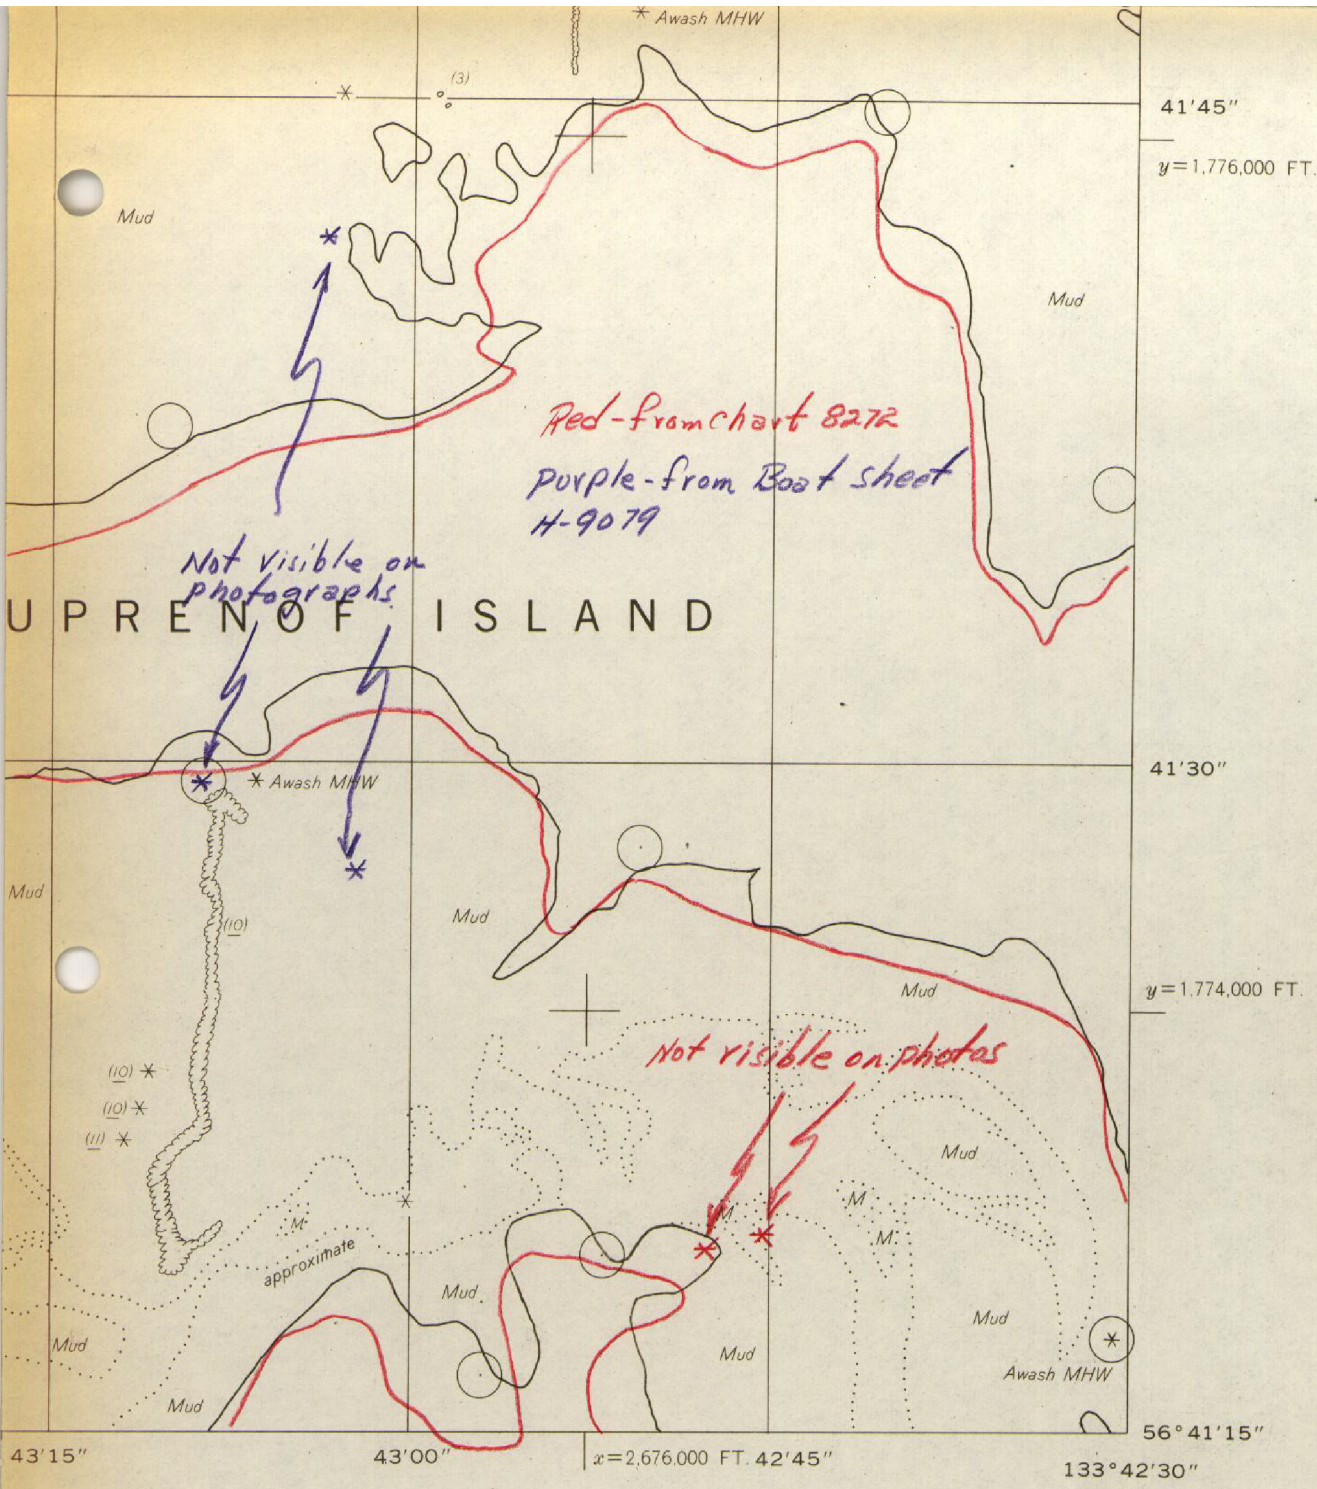 Awash MHW
(3)
41'45"
y=1,776,000 FT.
Mud
Mud
Red-from chart 8272
Purple-from Boat sheet
H-9079
Not visible on
photographs
UPRENOF ISLAND
41'30"
Awash MHW
Mud
Mud
(10)
Mud
y=1,774,000 FT.
Not visible on photos
(10)
(10)
(11)
Mud
M
M
M.
M.
approximate
Mud
Mud
Mud
Mud
Awash MHW
Mud
56°41'15"
43'15"
43'00"
x=2,676,000 FT.
42'45"
133°42'30"